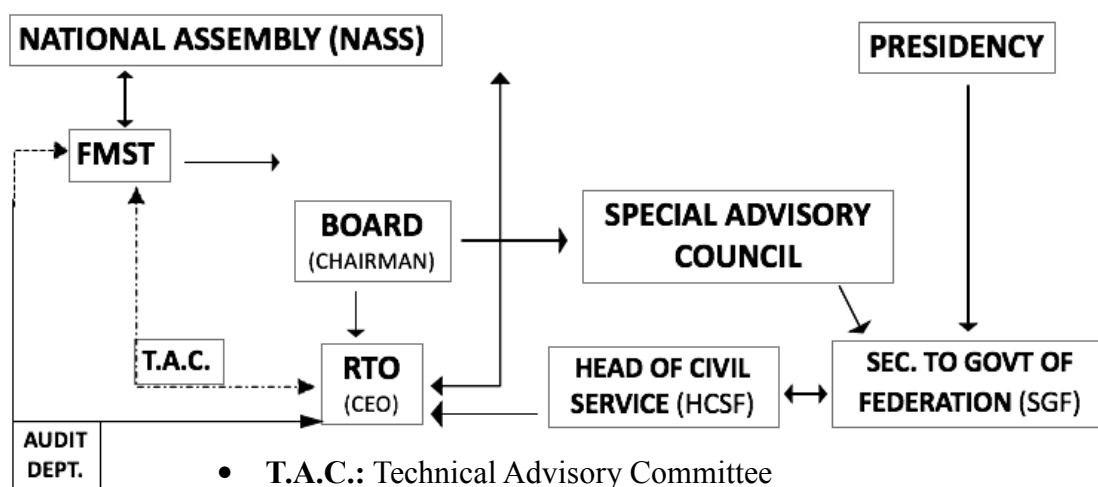 NATIONAL ASSEMBLY (NASS)
PRESIDENCY
FMST
BOARD
(CHAIRMAN)
SPECIAL ADVISORY
COUNCIL
T.A.C.
RTO
(CEO)
HEAD OF CIVIL
SERVICE (HCSF)
SEC. TO GOVT OF
FEDERATION (SGF)
AUDIT
DEPT.
• T.A.C.: Technical Advisory Committee